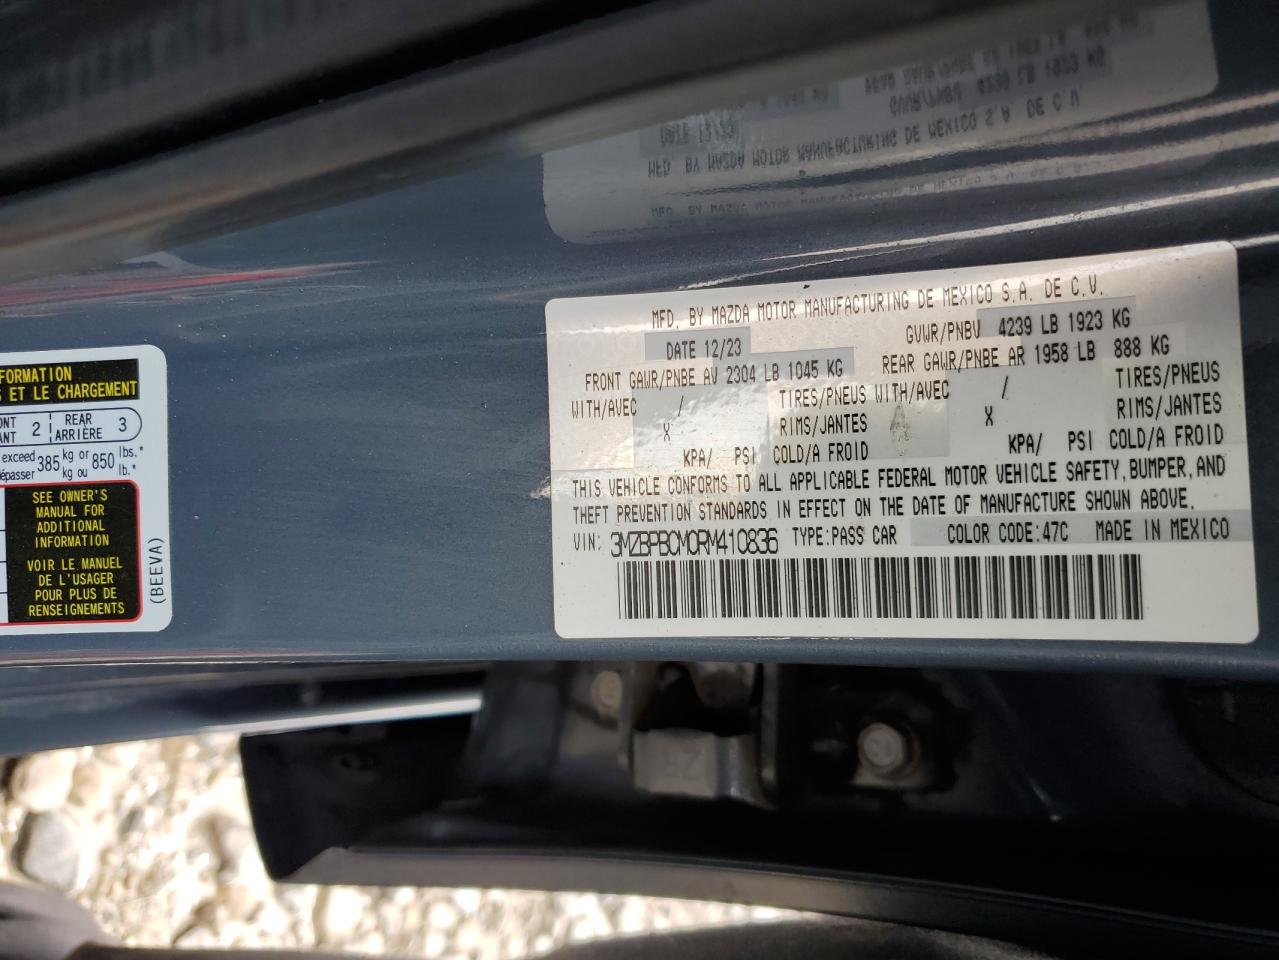 FORMATION
S ET LE CHARGEMENT
ONT 2 REAR 3
ANT ARRIÈRE
exceed 385 kg or 850 lbs.*
dépasser kg ou lb.*
SEE OWNER'S
MANUAL FOR
ADDITIONAL
INFORMATION
VOIR LE MANUEL
DE L'USAGER
POUR PLUS DE
RENSEIGNEMENTS
(BEEVA)
MFD. BY MAZDA MOTOR MANUFACTURING DE MEXICO S.A. DE C.V.
DATE 12/23 GVWR/PNBV 4239 LB 1923 KG
FRONT GAWR/PNBE AV 2304 LB 1045 KG REAR GAWR/PNBE AR 1958 LB 888 KG
WITH/AVEC / TIRES/PNEUS WITH/AVEC / TIRES/PNEUS
X RIMS/JANTES X RIMS/JANTES
KPA/ PSI COLD/A FROID KPA/ PSI COLD/A FROID
THIS VEHICLE CONFORMS TO ALL APPLICABLE FEDERAL MOTOR VEHICLE SAFETY, BUMPER, AND
THEFT PREVENTION STANDARDS IN EFFECT ON THE DATE OF MANUFACTURE SHOWN ABOVE.
VIN: 3MZBPBCM0RM410836 TYPE:PASS CAR COLOR CODE:47C MADE IN MEXICO